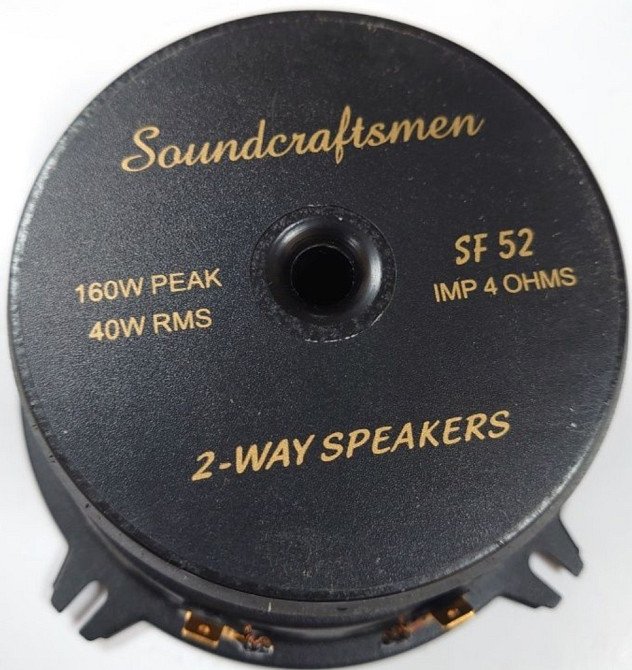 Soundcraftsmen
160W PEAK
40W RMS
SF 52
IMP 4 OHMS
2-WAY SPEAKERS